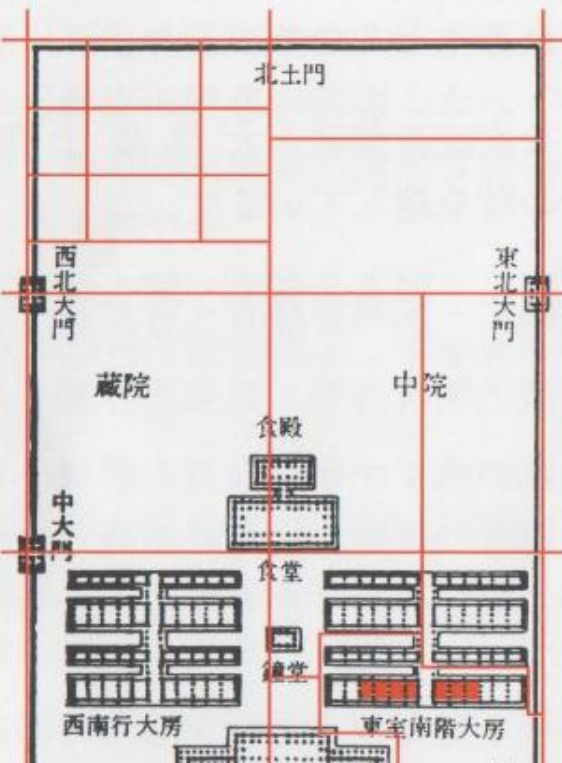 北土門
西北大門
東北大門
蔵院
中院
食殿
中大門
食堂
鐘堂
西南行大房
東室南階大房